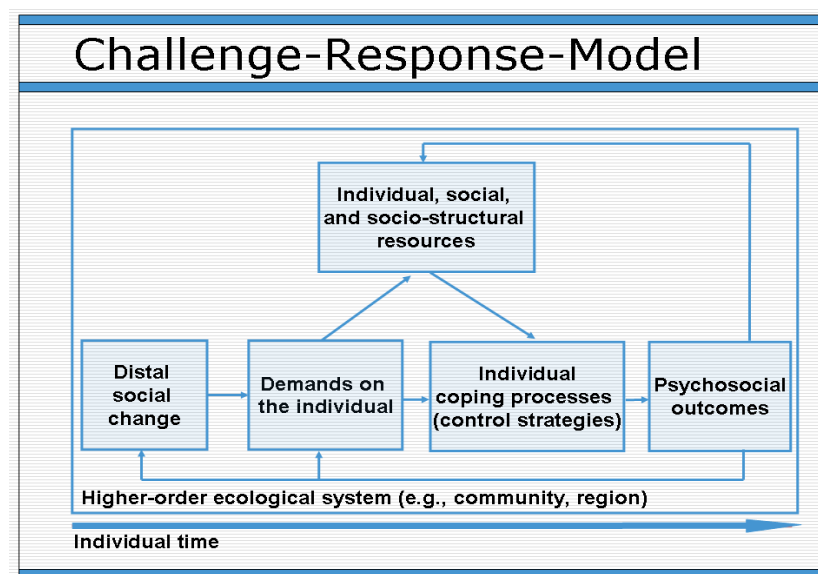 Challenge-Response-Model
Individual, social,
and socio-structural
resources
Distal
social
change
Demands on
the individual
Individual
coping processes
(control strategies)
Psychosocial
outcomes
Higher-order ecological system (e.g., community, region)
Individual time